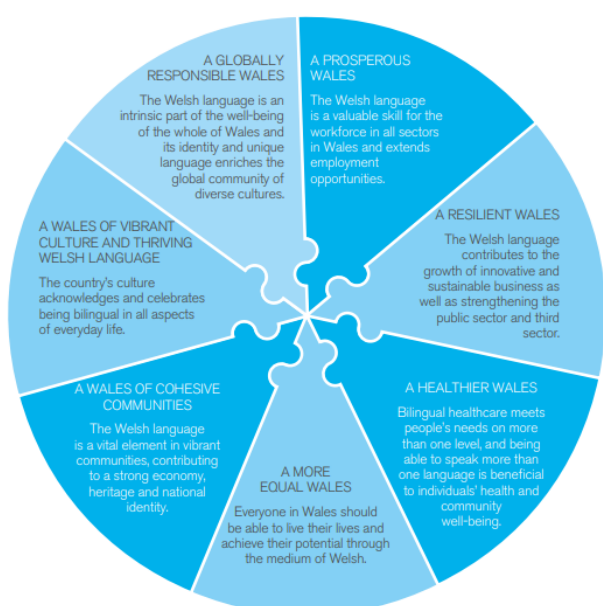 A GLOBALLY
RESPONSIBLE WALES
The Welsh language is an
intrinsic part of the well-being
of the whole of Wales and
its identity and unique
language enriches the
global community of
diverse cultures.
A PROSPEROUS
WALES
The Welsh language
is a valuable skill for the
workforce in all sectors
in Wales and extends
employment
opportunities.
A RESILIENT WALES
The Welsh language
contributes to the
growth of innovative and
sustainable business as
well as strengthening the
public sector and third
sector.
A HEALTHIER WALES
Bilingual healthcare meets
people's needs on more
than one level, and being
able to speak more than
one language is beneficial
to individuals' health and
community
well-being.
A MORE
EQUAL WALES
Everyone in Wales should
be able to live their lives and
achieve their potential through
the medium of Welsh.
A WALES OF COHESIVE
COMMUNITIES
The Welsh language
is a vital element in vibrant
communities, contributing
to a strong economy,
heritage and national
identity.
A WALES OF VIBRANT
CULTURE AND THRIVING
WELSH LANGUAGE
The country's culture
acknowledges and celebrates
being bilingual in all aspects
of everyday life.